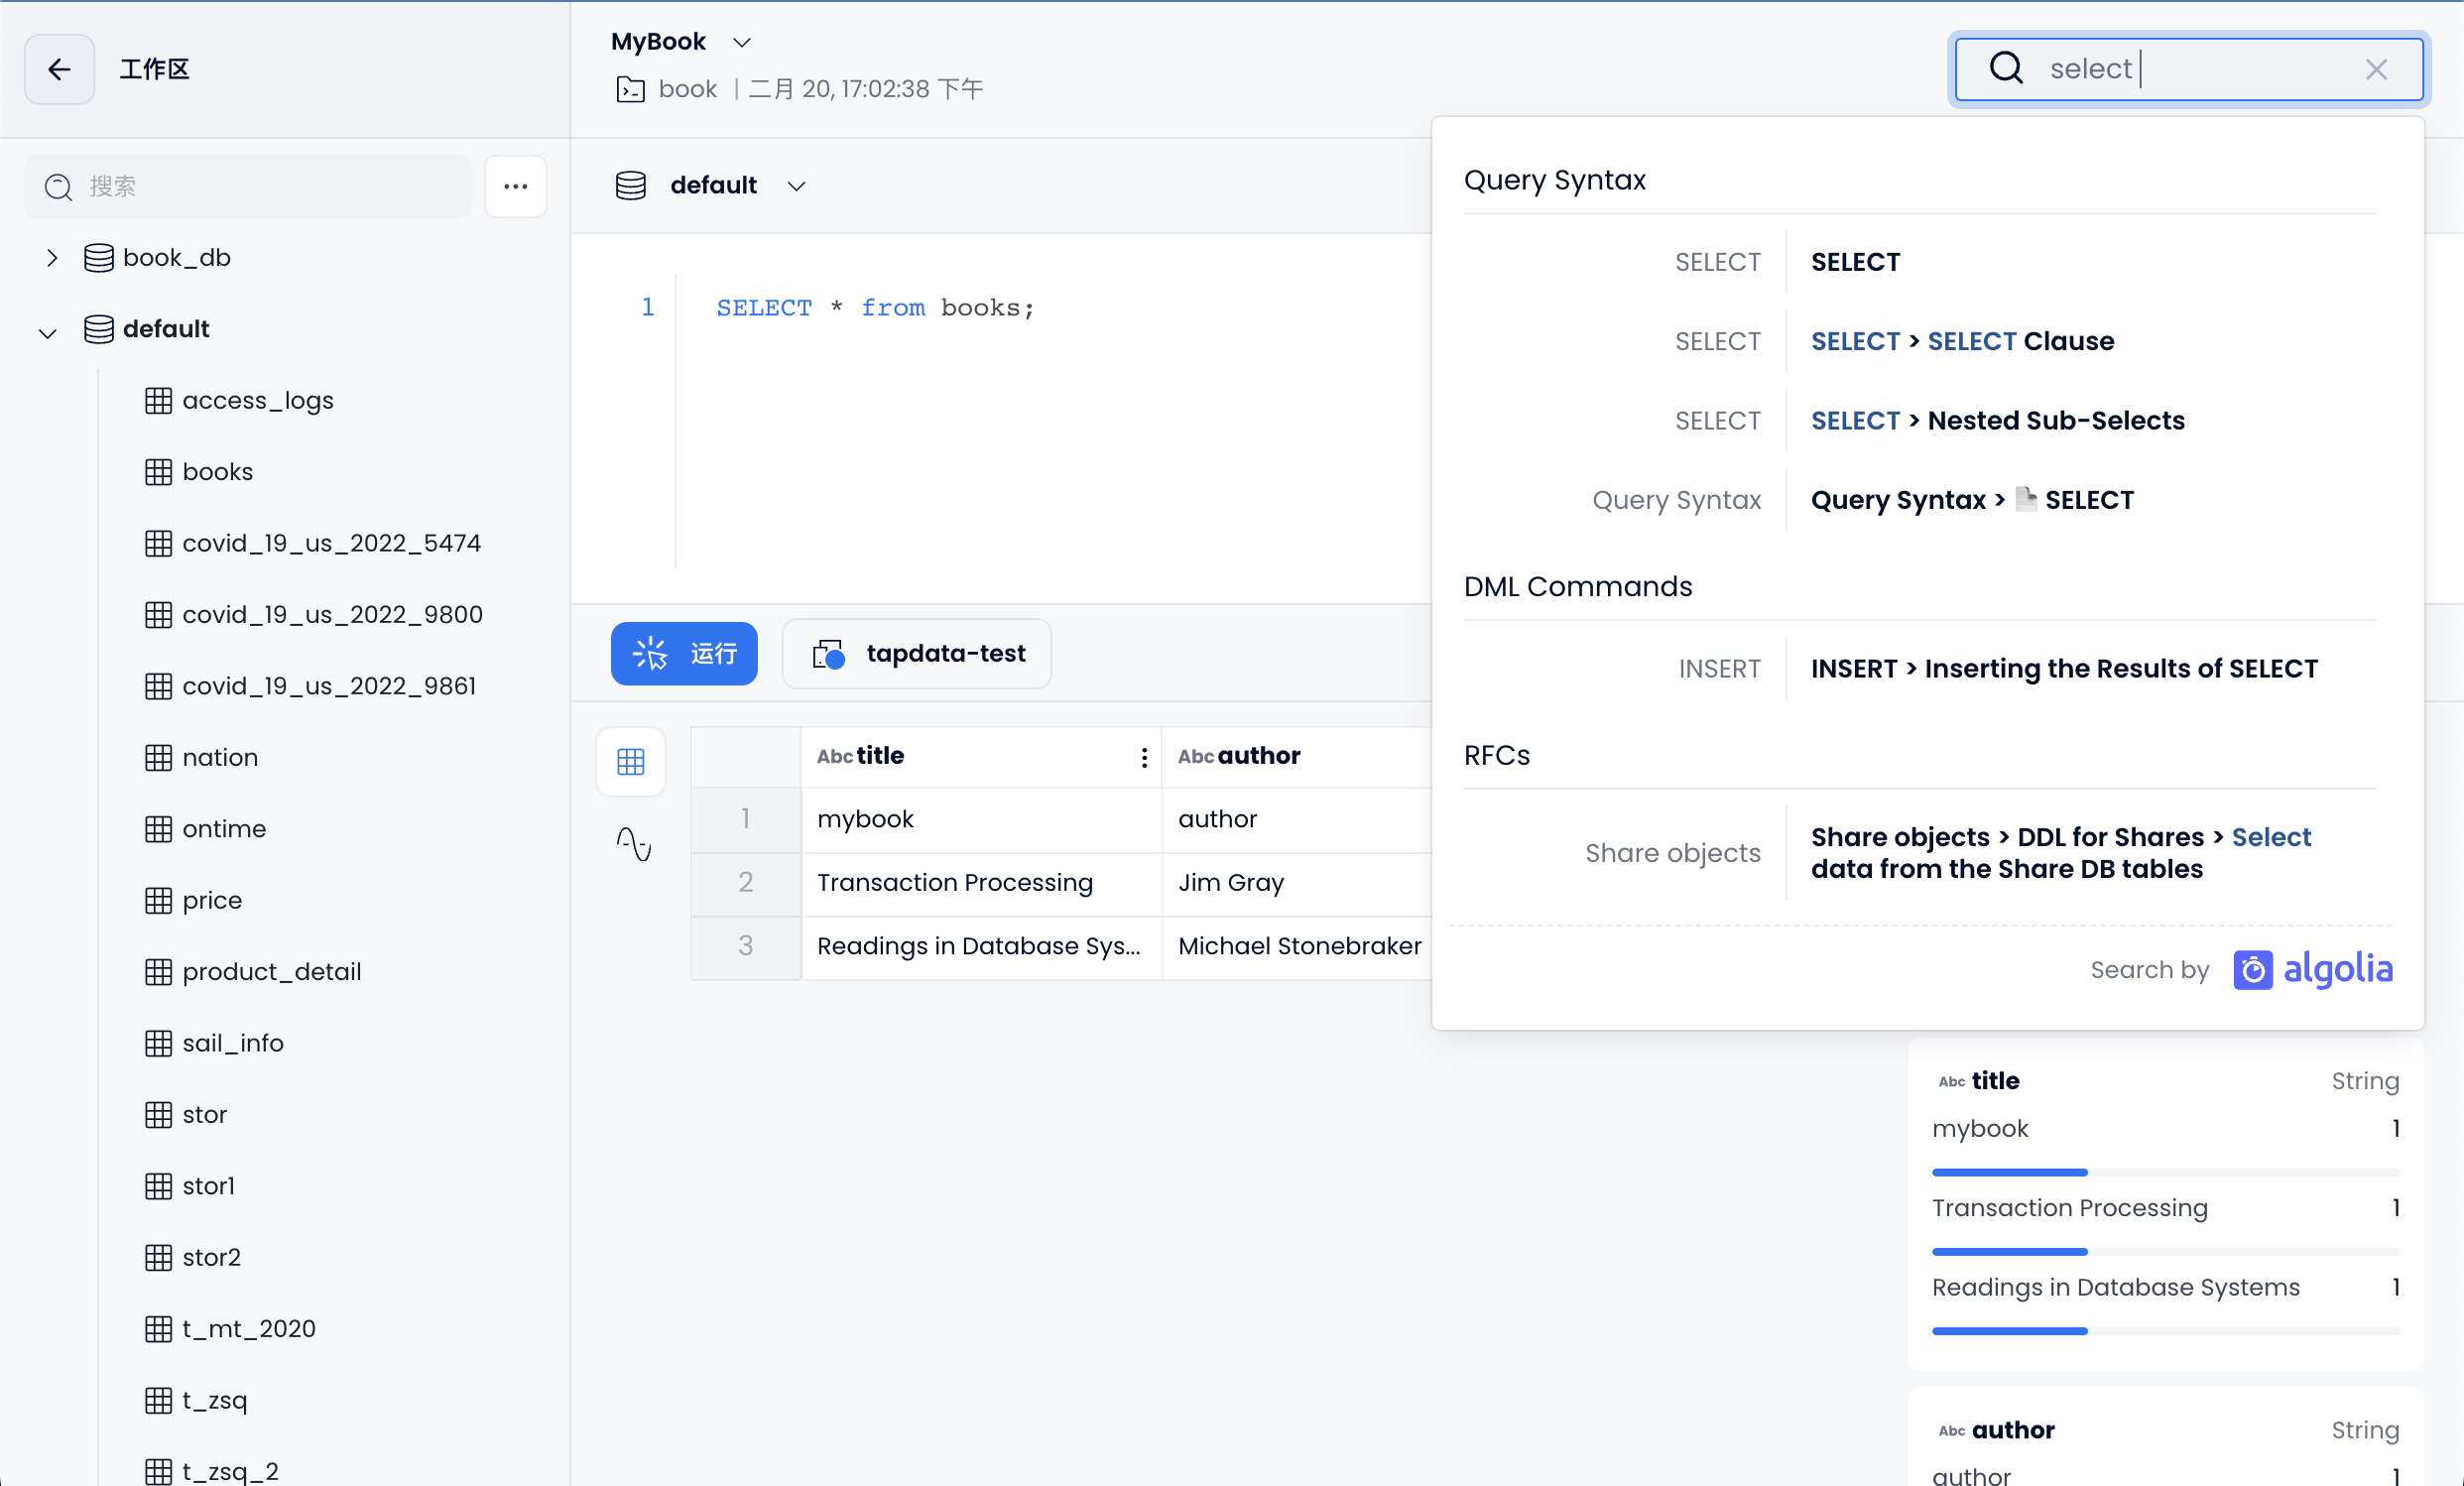 工作区
搜索
book_db
default
access_logs
books
covid_19_us_2022_5474
covid_19_us_2022_9800
covid_19_us_2022_9861
nation
ontime
price
product_detail
sail_info
stor
stor1
stor2
t_mt_2020
t_zsq
t_zsq_2
MyBook
book | 二月 20, 17:02:38 下午
default
1 SELECT * from books;
运行 tapdata-test
Abc title Abc author
1 mybook author
2 Transaction Processing Jim Gray
3 Readings in Database Sys... Michael Stonebraker
select
Query Syntax
SELECT SELECT
SELECT SELECT > SELECT Clause
SELECT SELECT > Nested Sub-Selects
Query Syntax Query Syntax > SELECT
DML Commands
INSERT INSERT > Inserting the Results of SELECT
RFCs
Share objects Share objects > DDL for Shares > Select
data from the Share DB tables
Search by algolia
Abc title String
mybook 1
Transaction Processing 1
Readings in Database Systems 1
Abc author String
author 1